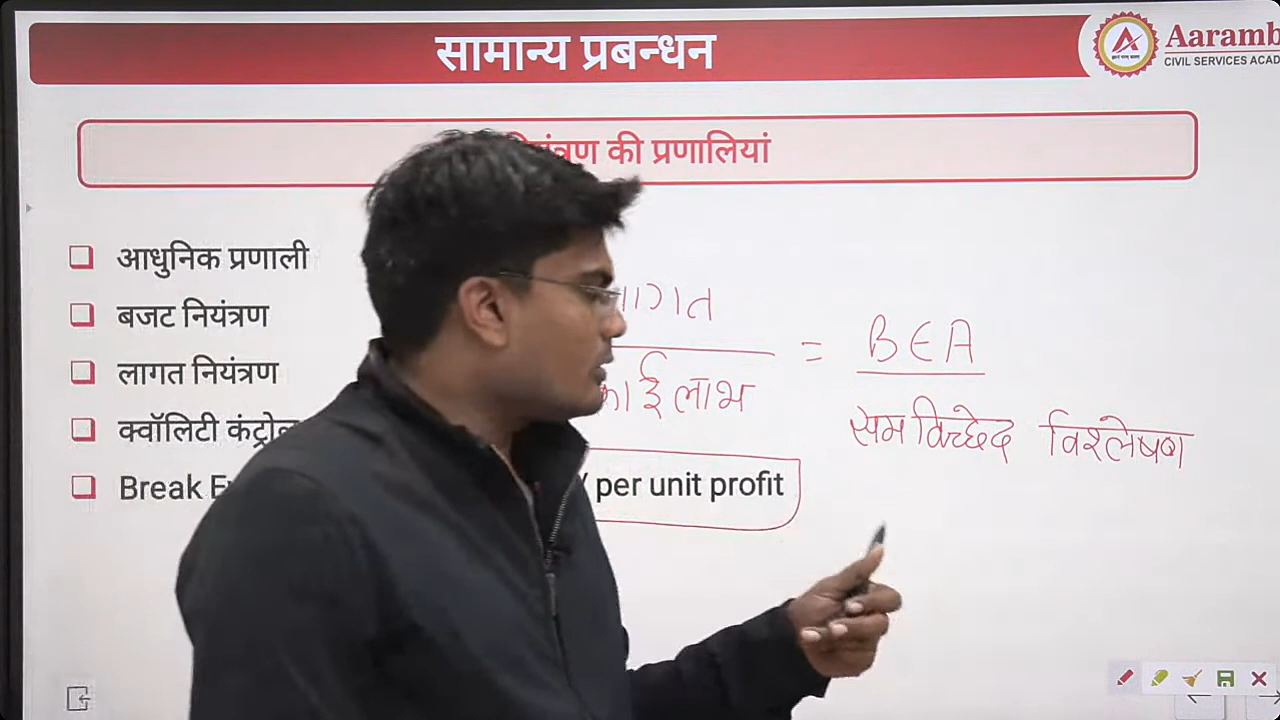 सामान्य प्रबन्धन
Aaramb
CIVIL SERVICES ACAD
की प्रणालियां
आधुनिक प्रणाली
बजट नियंत्रण
लागत नियंत्रण
क्वॉलिटी
Break
per unit profit
= BEA
लाभ
समविच्छेद विश्लेषण